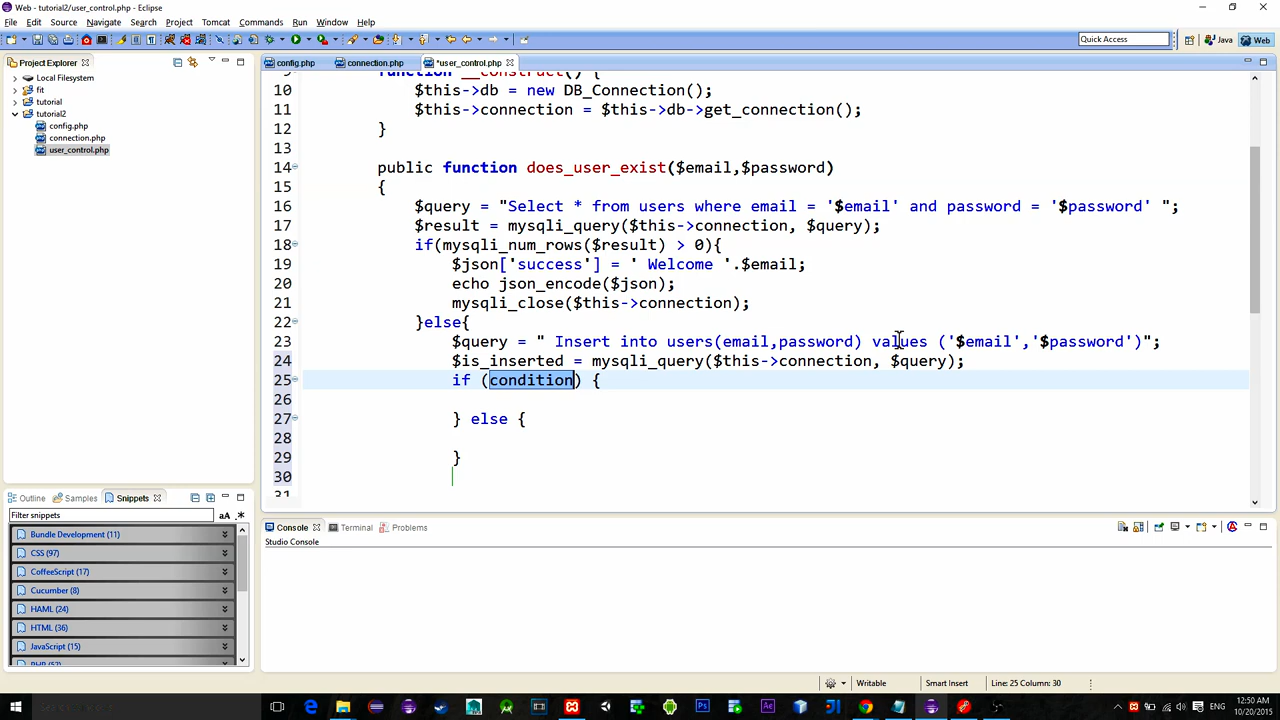 Web - tutorial2/user_control.php - Eclipse
File Edit Source Navigate Search Project Tomcat Commands Run Window Help
Quick Access
Java
Web
Project Explorer
config.php
connection.php
*user_control.php
Local Filesystem
fit
tutorial
tutorial2
config.php
connection.php
user_control.php
9 function __construct() {
10 $this->db = new DB_Connection();
11 $this->connection = $this->db->get_connection();
12 }
13
14 public function does_user_exist($email,$password)
15 {
16 $query = "Select * from users where email = '$email' and password = '$password' ";
17 $result = mysqli_query($this->connection, $query);
18 if(mysqli_num_rows($result) > 0){
19 $json['success'] = ' Welcome '.$email;
20 echo json_encode($json);
21 mysqli_close($this->connection);
22 }else{
23 $query = " Insert into users(email,password) values ('$email','$password')";
24 $is_inserted = mysqli_query($this->connection, $query);
25 if (condition) {
26
27 } else {
28
29 }
30
31
Outline Samples Snippets
Filter snippets
aA .*
Bundle Development (11)
CSS (97)
CoffeeScript (17)
Cucumber (8)
HAML (24)
HTML (36)
JavaScript (15)
PHP (52)
Console Terminal Problems
Studio Console
Writable
Smart Insert
Line: 25 Column: 30
ENG
12:50 AM
10/20/2015